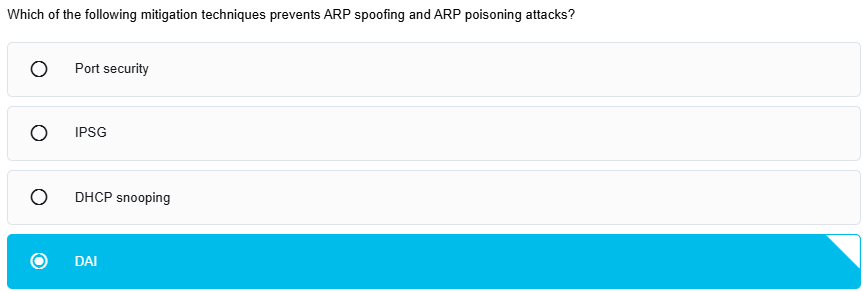 Which of the following mitigation techniques prevents ARP spoofing and ARP poisoning attacks?
Port security
IPSG
DHCP snooping
DAI